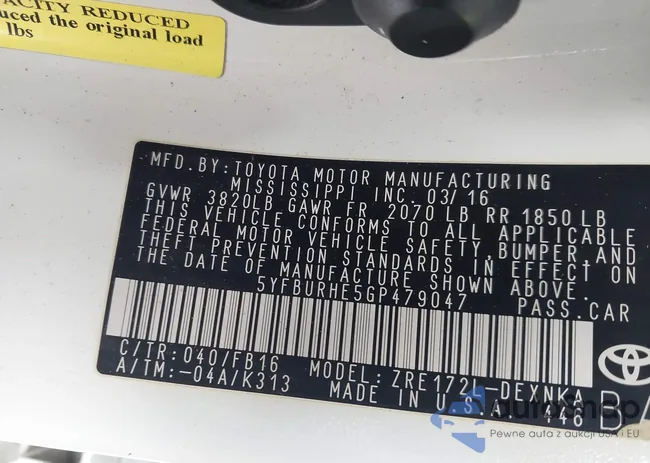 ACITY REDUCED
uced the original load
lbs
MFD. BY: TOYOTA MOTOR MANUFACTURING
MISSISSIPPI INC. 03/16
GVWR 3820LB GAWR FR 2070 LB RR 1850 LB
THIS VEHICLE CONFORMS TO ALL APPLICABLE
FEDERAL MOTOR VEHICLE SAFETY, BUMPER, AND
THEFT PREVENTION STANDARDS IN EFFECT ON
THE DATE OF MANUFACTURE SHOWN ABOVE.
5YFBURHE5GP479047 PASS. CAR
C/TR: 040/FB16 MODEL: ZRE172L-DEXNKA
A/TM: -04A/K313 MADE IN U.S.A. 446
autoSnap
Pewne auta z aukcji USA i EU